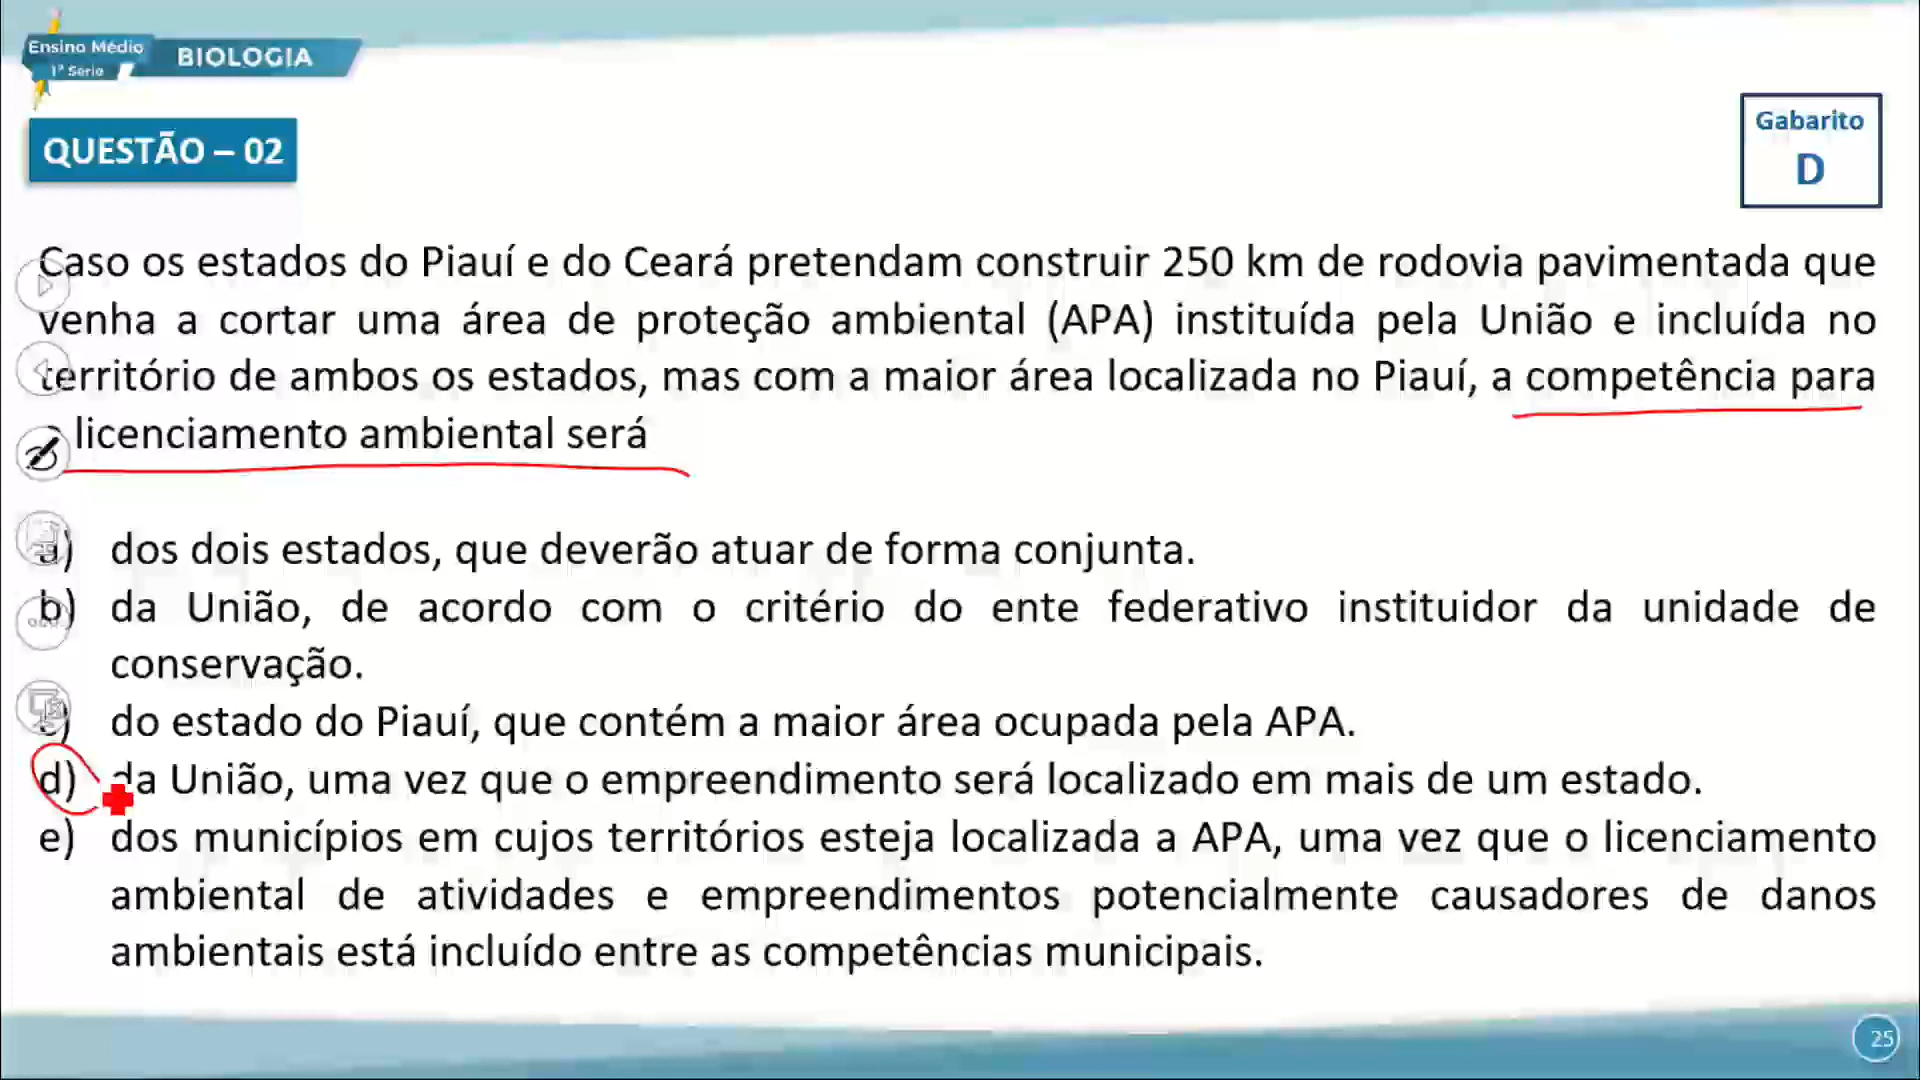 Ensino Médio
1ª Serie
BIOLOGIA
QUESTÃO – 02
Gabarito
D
Caso os estados do Piauí e do Ceará pretendam construir 250 km de rodovia pavimentada que
venha a cortar uma área de proteção ambiental (APA) instituída pela União e incluída no
território de ambos os estados, mas com a maior área localizada no Piauí, a competência para
licenciamento ambiental será
a) dos dois estados, que deverão atuar de forma conjunta.
b) da União, de acordo com o critério do ente federativo instituidor da unidade de
conservação.
c) do estado do Piauí, que contém a maior área ocupada pela APA.
d) da União, uma vez que o empreendimento será localizado em mais de um estado.
e) dos municípios em cujos territórios esteja localizada a APA, uma vez que o licenciamento
ambiental de atividades e empreendimentos potencialmente causadores de danos
ambientais está incluído entre as competências municipais.
25